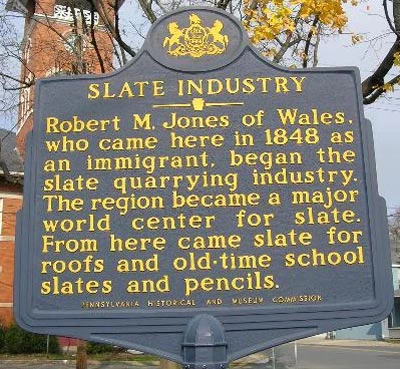 SLATE INDUSTRY
Robert M. Jones of Wales,
who came here in 1848 as
an immigrant, began the
slate quarrying industry.
The region became a major
world center for slate.
From here came slate for
roofs and old-time school
slates and pencils.
PENNSYLVANIA HISTORICAL AND MUSEUM COMMISSION